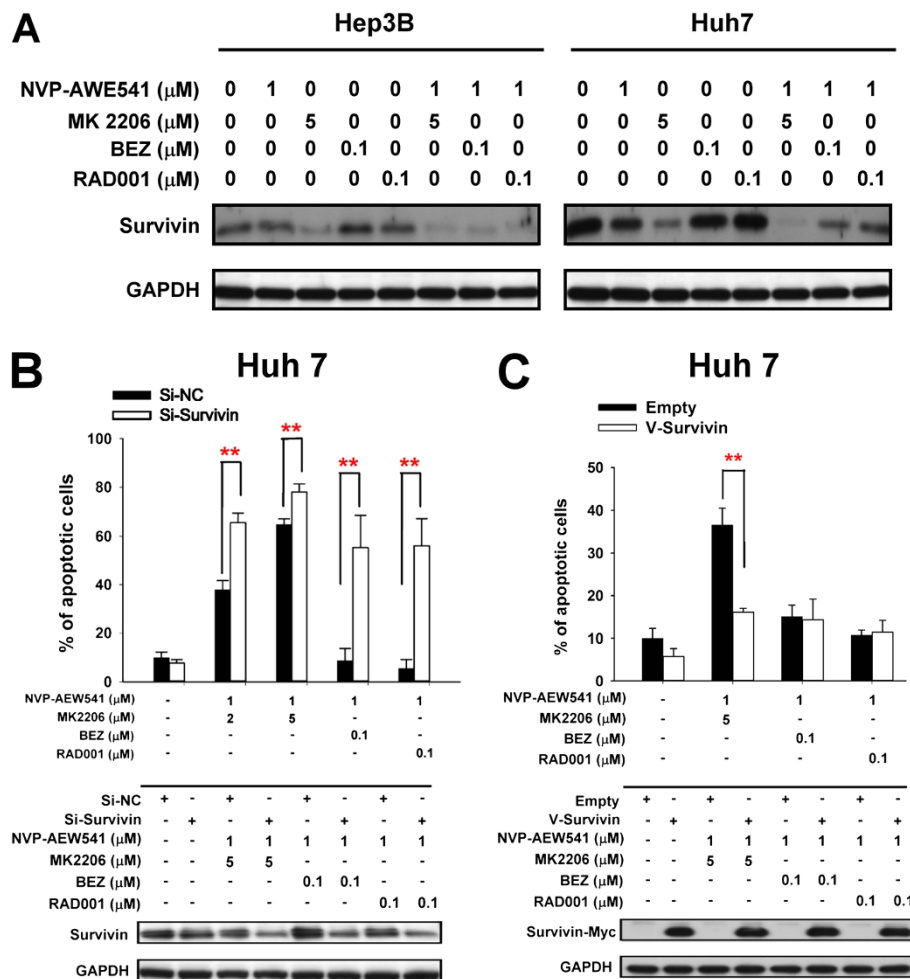 A
Hep3B Huh7
NVP-AWE541 (μM) 0 1 0 0 0 1 1 1 0 1 0 0 0 1 1 1
MK 2206 (μM) 0 0 5 0 0 5 0 0 0 0 5 0 0 5 0 0
BEZ (μM) 0 0 0 0.1 0 0 0.1 0 0 0 0 0.1 0 0 0.1 0
RAD001 (μM) 0 0 0 0 0.1 0 0 0.1 0 0 0 0 0.1 0 0 0.1
Survivin
GAPDH
B
Huh 7
Si-NC
Si-Survivin
** ** ** **
% of apoptotic cells
100
80
60
40
20
0
NVP-AEW541 (μM) - 1 1 1 1
MK2206 (μM) - 2 5 - -
BEZ (μM) - - - 0.1 -
RAD001 (μM) - - - - 0.1
Si-NC + - + - + - + -
Si-Survivin - + - + - + - +
NVP-AEW541 (μM) - - 1 1 1 1 1 1
MK2206 (μM) - - 5 5 - - - -
BEZ (μM) - - - - 0.1 0.1 - -
RAD001 (μM) - - - - - - 0.1 0.1
Survivin
GAPDH
C
Huh 7
Empty
V-Survivin
**
% of apoptotic cells
50
40
30
20
10
0
NVP-AEW541 (μM) - 1 1 1
MK2206 (μM) - 5 - -
BEZ (μM) - - 0.1 -
RAD001 (μM) - - - 0.1
Empty + - + - + - + -
V-Survivin - + - + - + - +
NVP-AEW541 (μM) - - 1 1 1 1 1 1
MK2206 (μM) - - 5 5 - - - -
BEZ (μM) - - - - 0.1 0.1 - -
RAD001 (μM) - - - - - - 0.1 0.1
Survivin-Myc
GAPDH